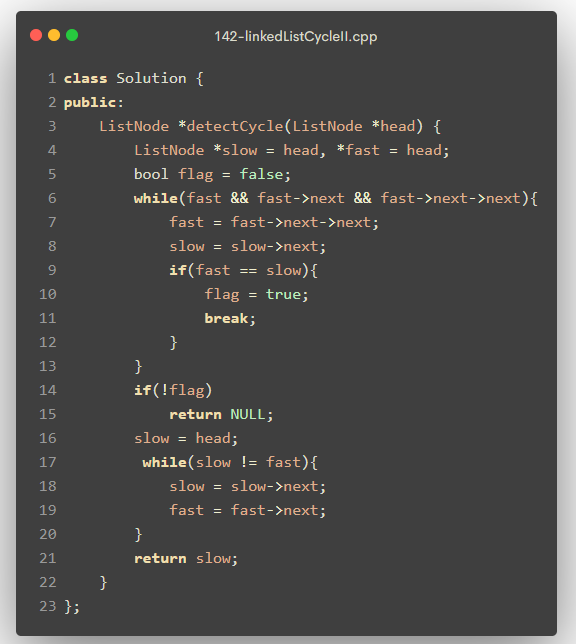 142-linkedListCycleII.cpp
1 class Solution {
2 public:
3     ListNode *detectCycle(ListNode *head) {
4         ListNode *slow = head, *fast = head;
5         bool flag = false;
6         while(fast && fast->next && fast->next->next){
7             fast = fast->next->next;
8             slow = slow->next;
9             if(fast == slow){
10                 flag = true;
11                 break;
12             }
13         }
14         if(!flag)
15             return NULL;
16         slow = head;
17          while(slow != fast){
18             slow = slow->next;
19             fast = fast->next;
20         }
21         return slow;
22     }
23 };